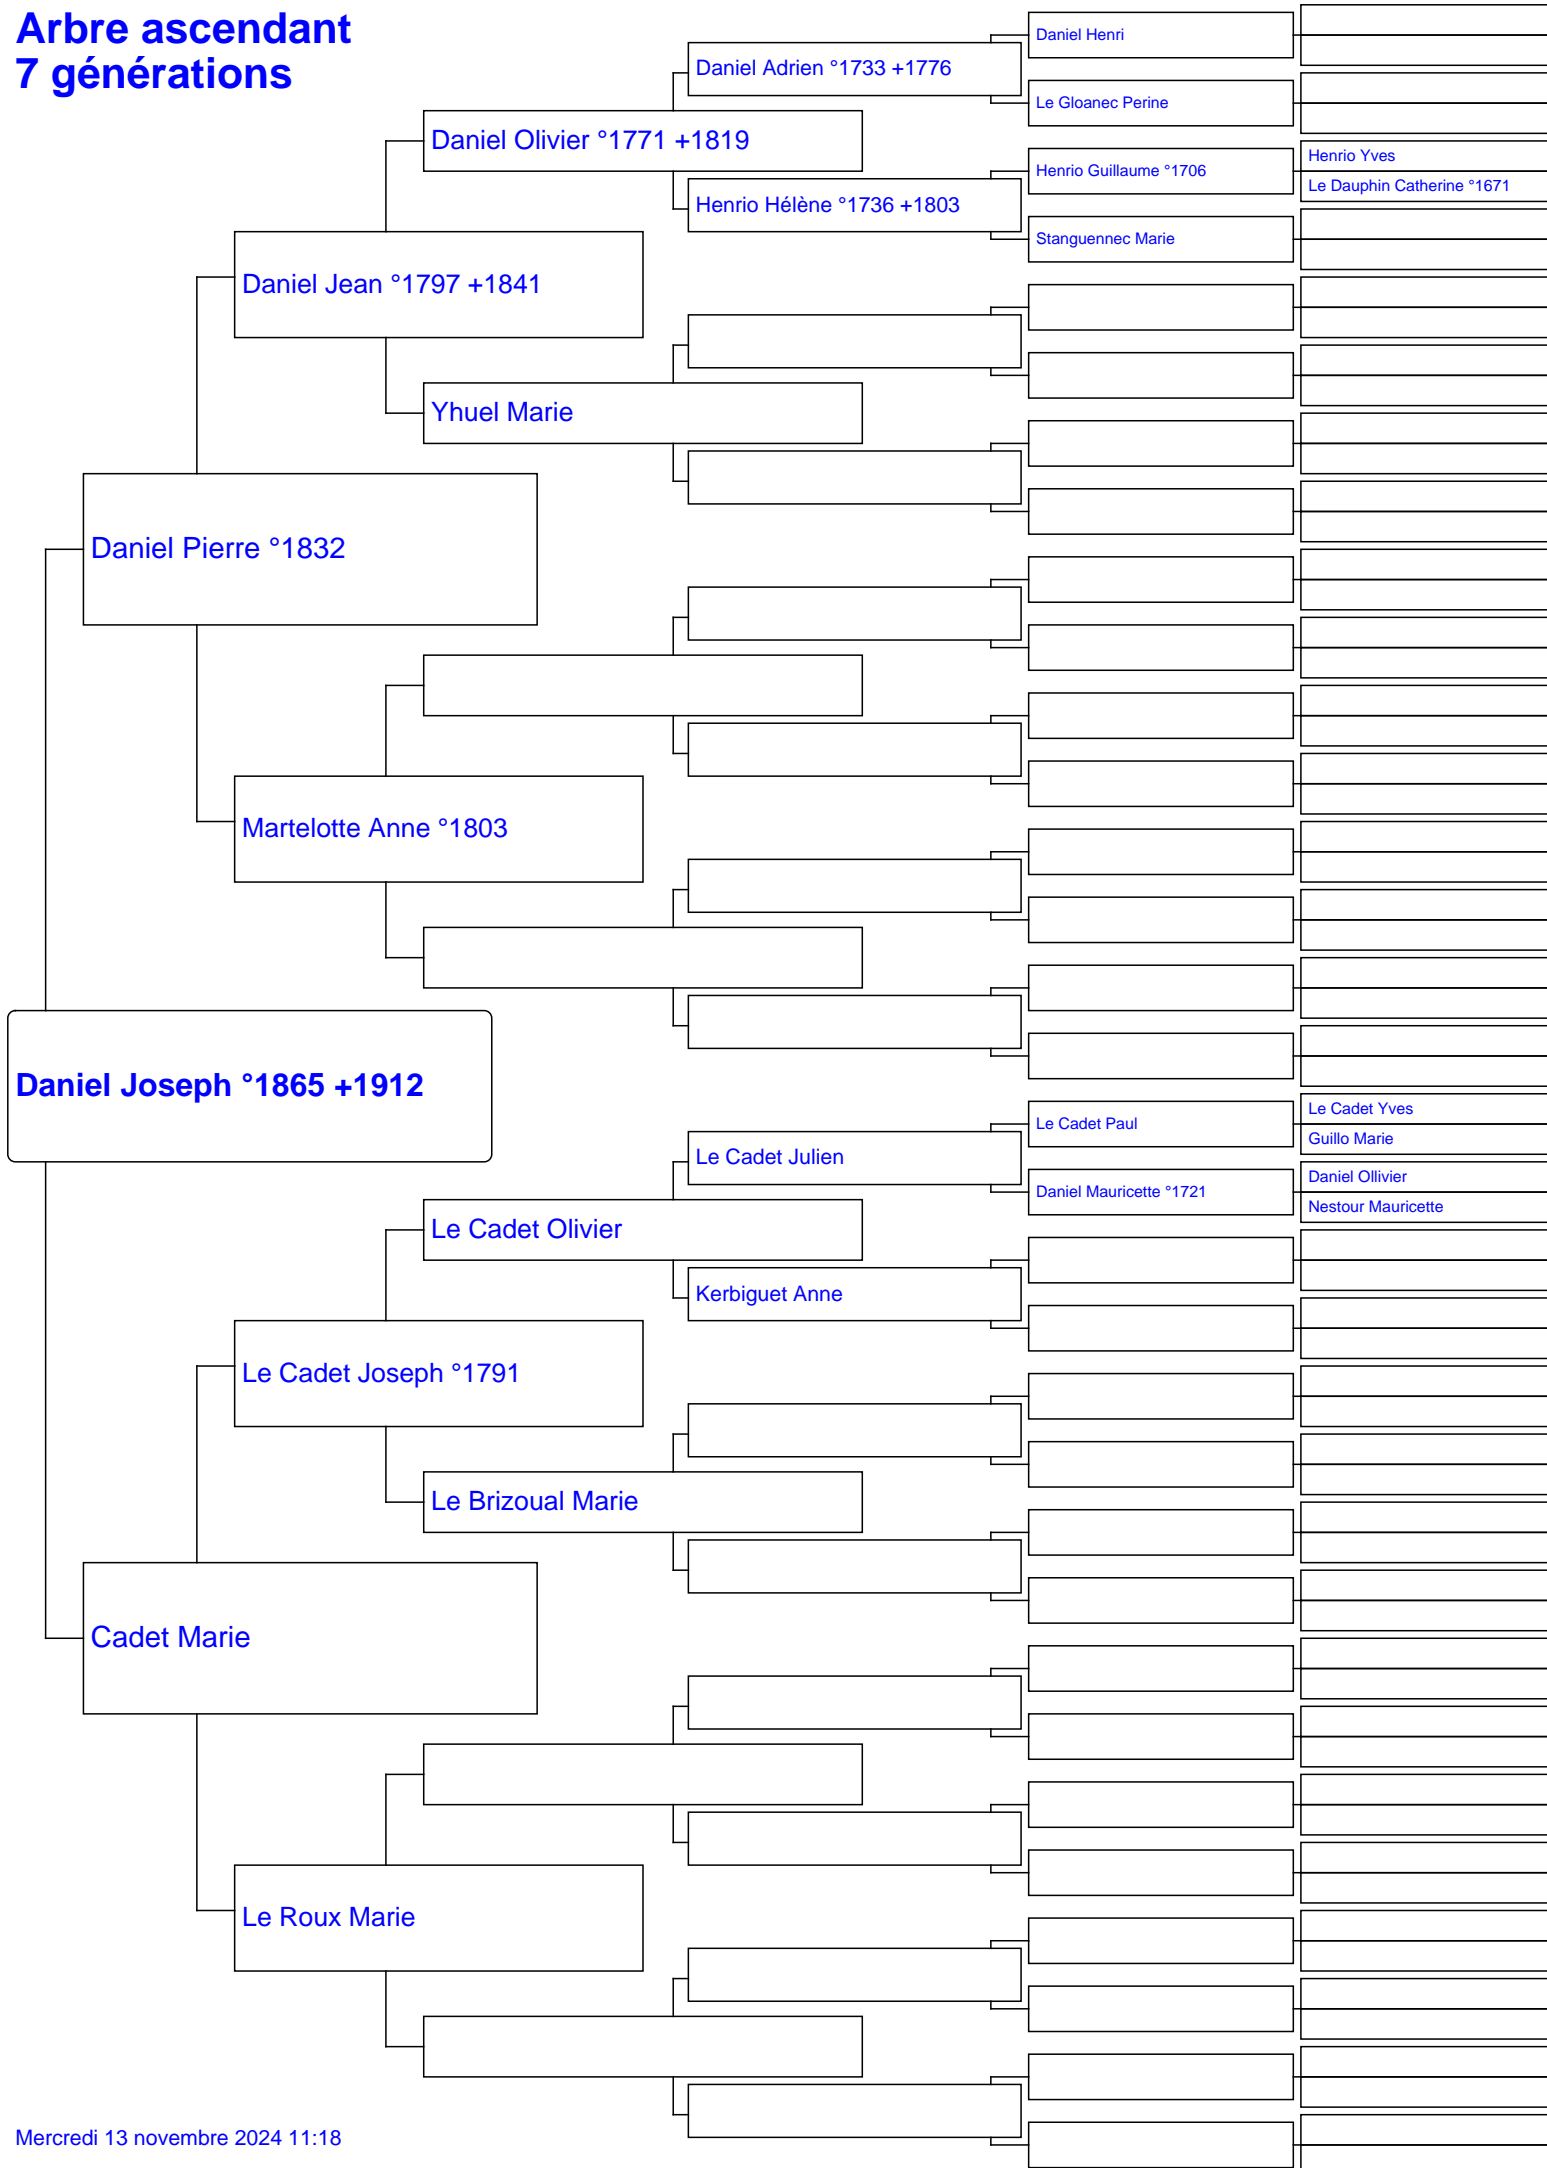 Arbre ascendant
7 générations
Daniel Henri
Daniel Adrien °1733 +1776
Le Gloanec Perine
Daniel Olivier °1771 +1819
Henrio Yves
Henrio Guillaume °1706
Le Dauphin Catherine °1671
Henrio Hélène °1736 +1803
Stanguennec Marie
Daniel Jean °1797 +1841
Yhuel Marie
Daniel Pierre °1832
Martelotte Anne °1803
Daniel Joseph °1865 +1912
Le Cadet Yves
Le Cadet Paul
Guillo Marie
Le Cadet Julien
Daniel Ollivier
Daniel Mauricette °1721
Nestour Mauricette
Le Cadet Olivier
Kerbiguet Anne
Le Cadet Joseph °1791
Le Brizoual Marie
Cadet Marie
Le Roux Marie
Mercredi 13 novembre 2024 11:18